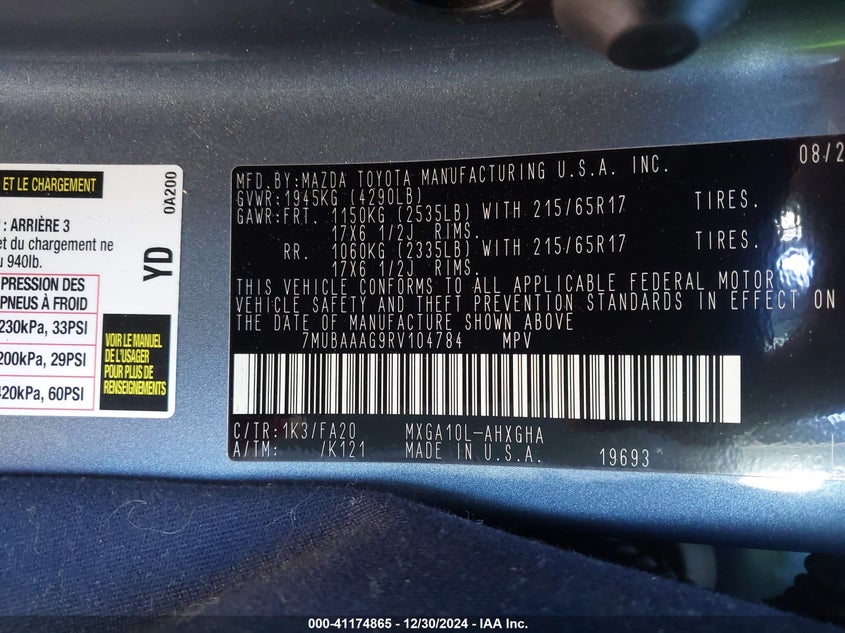 ET LE CHARGEMENT
: ARRIÈRE 3
et du chargement ne
940lb.
PRESSION DES
PNEUS À FROID
230kPa, 33PSI
200kPa, 29PSI
420kPa, 60PSI
VOIR LE MANUEL
DE L'USAGER
POUR PLUS DE
RENSEIGNEMENTS
YD
0A200
08/2
MFD.BY:MAZDA TOYOTA MANUFACTURING U.S.A. INC.
GVWR:1945KG (4290LB)
GAWR:FRT. 1150KG (2535LB) WITH 215/65R17 TIRES.
17X6 1/2J RIMS.
RR. 1060KG (2335LB) WITH 215/65R17 TIRES.
17X6 1/2J RIMS.
THIS VEHICLE CONFORMS TO ALL APPLICABLE FEDERAL MOTOR
VEHICLE SAFETY AND THEFT PREVENTION STANDARDS IN EFFECT ON
THE DATE OF MANUFACTURE SHOWN ABOVE
7MUBAAAG9RV104784 MPV
C/TR:1K3/FA20 MXGA10L-AHXGHA
A/TM: /K121 MADE IN U.S.A. 19693
000-41174865 - 12/30/2024 - IAA Inc.